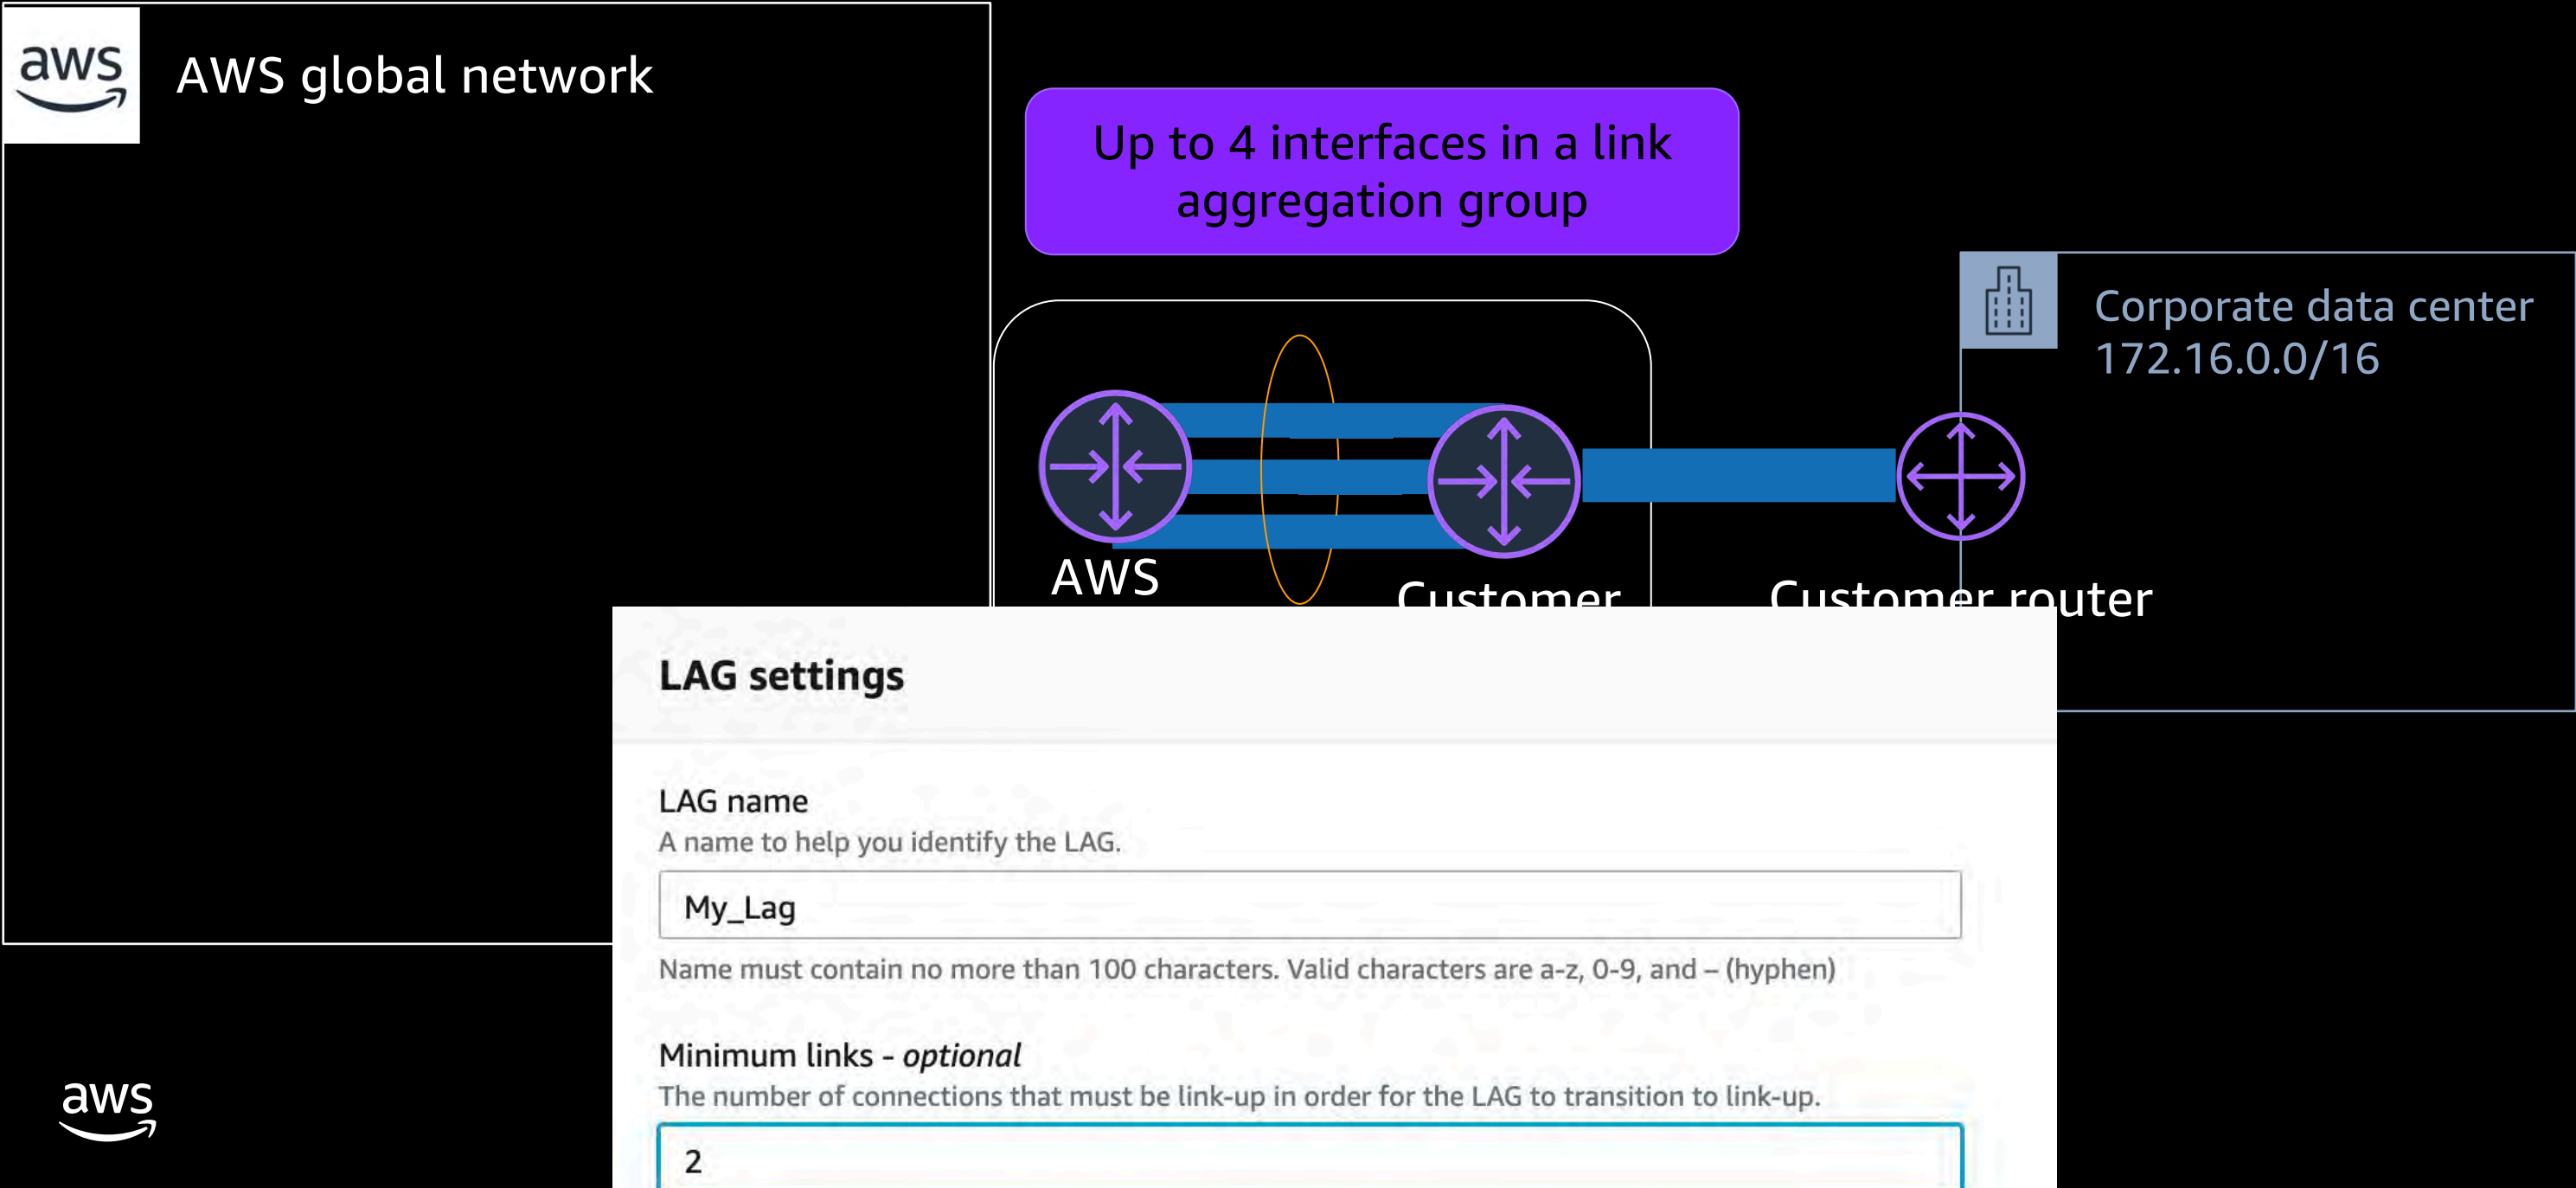 aws
AWS global network
Up to 4 interfaces in a link
aggregation group
Corporate data center
172.16.0.0/16
AWS
Customer
Customer router
LAG settings
LAG name
A name to help you identify the LAG.
My_Lag
Name must contain no more than 100 characters. Valid characters are a-z, 0-9, and – (hyphen)
Minimum links - optional
The number of connections that must be link-up in order for the LAG to transition to link-up.
2
aws